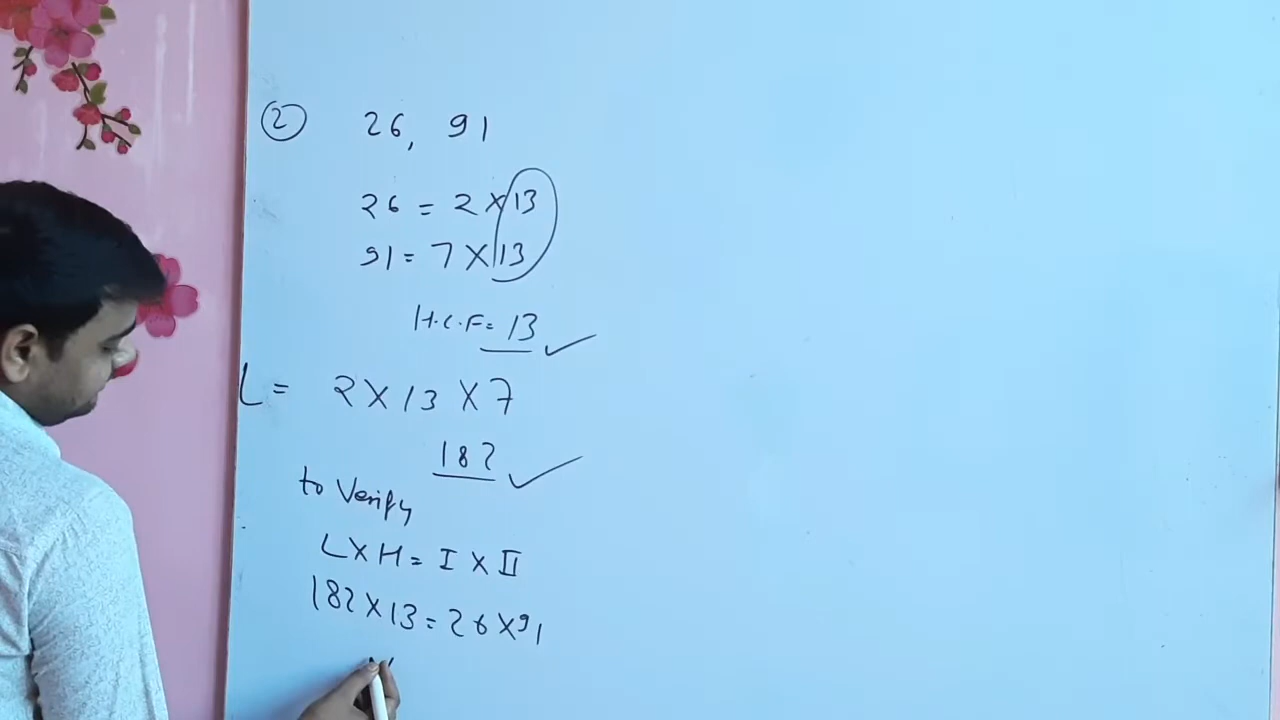 ② 26, 91
26 = 2 X 13
91 = 7 X 13
H.C.F = 13 ✓
L = 2 X 13 X 7
182 ✓
to Verify
L X H = I X II
182 X 13 = 26 X 91